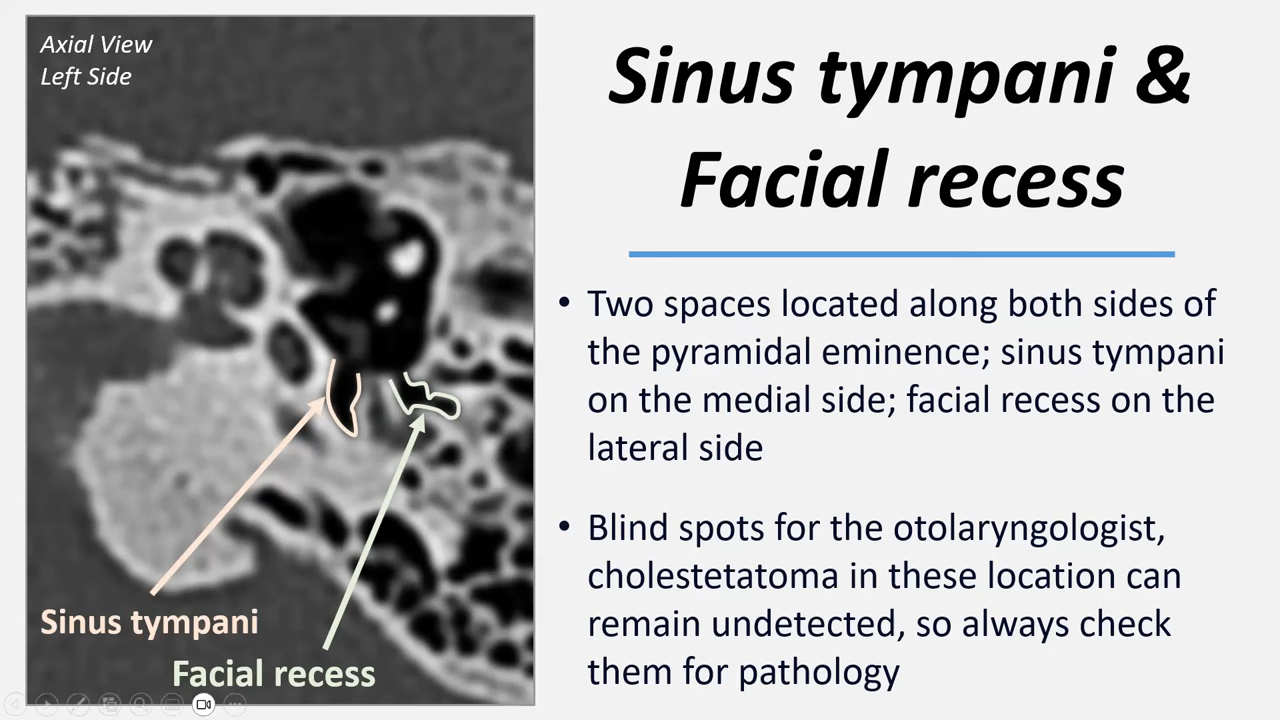 Axial View
Left Side
Sinus tympani
Facial recess
Sinus tympani &
Facial recess
• Two spaces located along both sides of
the pyramidal eminence; sinus tympani
on the medial side; facial recess on the
lateral side
• Blind spots for the otolaryngologist,
cholestetatoma in these location can
remain undetected, so always check
them for pathology